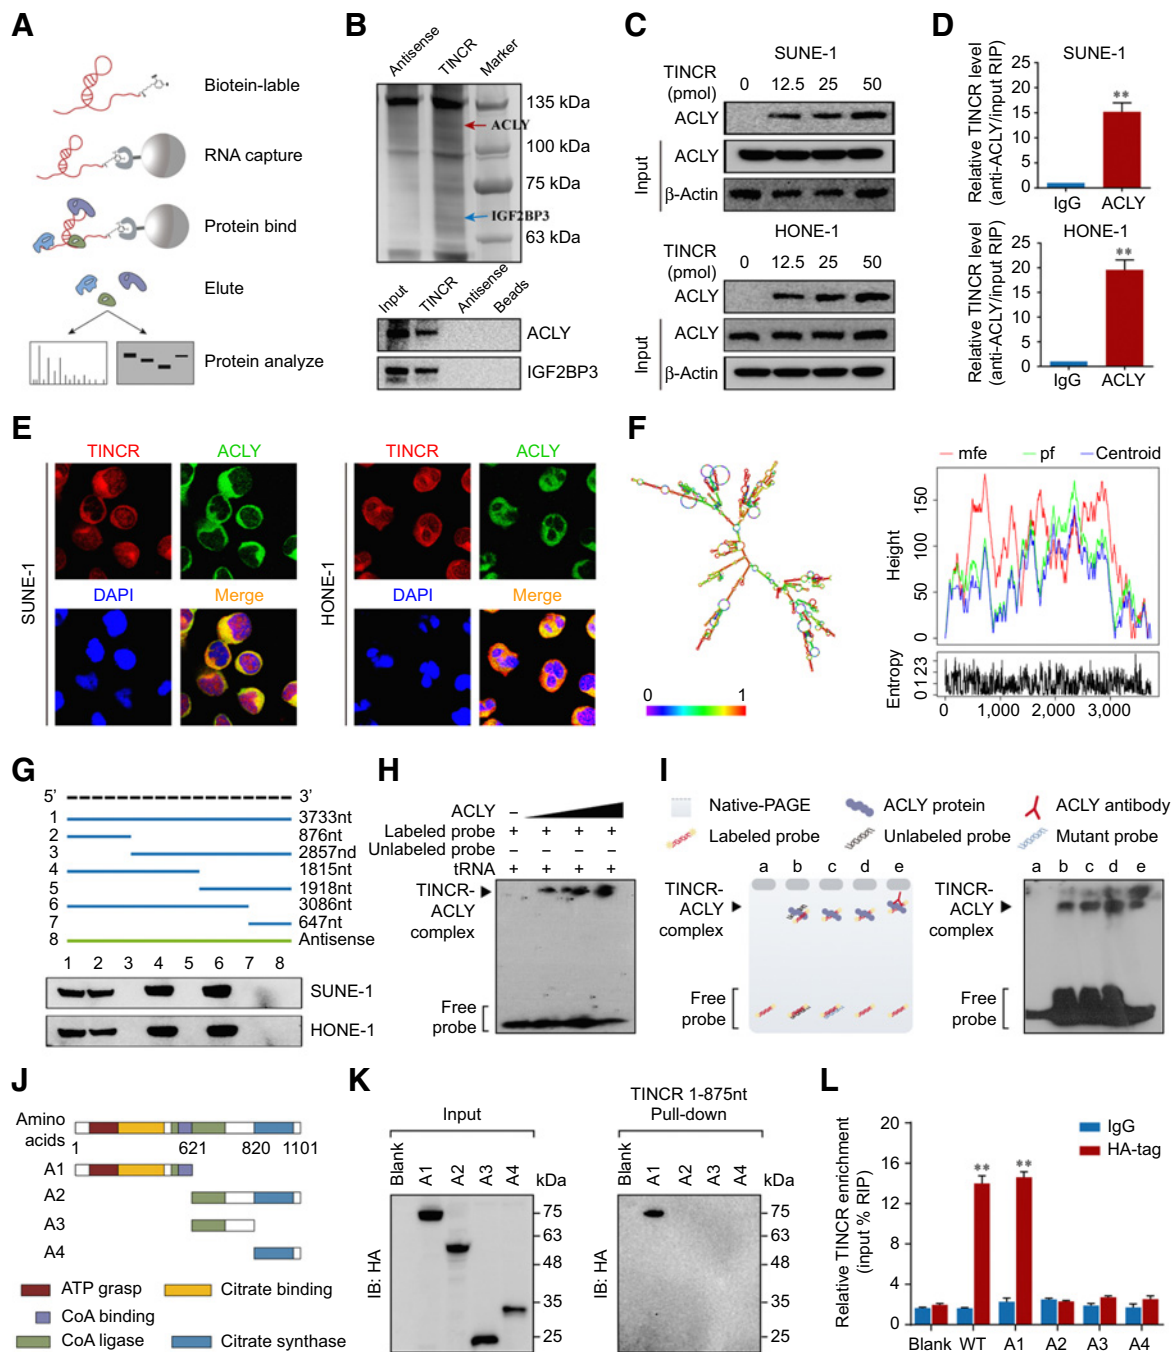 A
Biotein-lable
RNA capture
Protein bind
Elute
Protein analyze
B
Antisense
TINCR
Marker
135 kDa
ACLY
100 kDa
75 kDa
IGF2BP3
63 kDa
Input
TINCR
Antisense
Beads
ACLY
IGF2BP3
C
SUNE-1
TINCR
(pmol)
0 12.5 25 50
ACLY
Input
ACLY
β-Actin
HONE-1
TINCR
(pmol)
0 12.5 25 50
ACLY
Input
ACLY
β-Actin
D
SUNE-1
Relative TINCR level
(anti-ACLY/input RIP)
25
20
15
10
5
0
**
IgG ACLY
HONE-1
Relative TINCR level
(anti-ACLY/input RIP)
25
20
15
10
5
0
**
IgG ACLY
E
SUNE-1
TINCR ACLY
DAPI Merge
HONE-1
TINCR ACLY
DAPI Merge
F
0 1
mfe pf Centroid
Height
150
100
50
0
Entropy
0 1 2 3
0 1,000 2,000 3,000
G
5’ 3’
1 3733nt
2 876nt
3 2857nd
4 1815nt
5 1918nt
6 3086nt
7 647nt
8 Antisense
1 2 3 4 5 6 7 8
SUNE-1
HONE-1
H
ACLY –
Labeled probe + + + +
Unlabeled probe – – – –
tRNA + + + +
TINCR-
ACLY
complex
Free
probe
I
Native-PAGE
ACLY protein
ACLY antibody
Labeled probe
Unlabeled probe
Mutant probe
a b c d e
TINCR-
ACLY
complex
Free
probe
a b c d e
TINCR-
ACLY
complex
Free
probe
J
Amino
acids
1 621 820 1101
A1
A2
A3
A4
ATP grasp
Citrate binding
CoA binding
CoA ligase
Citrate synthase
K
Input
Blank
A1
A2
A3
A4
kDa
75
63
48
35
25
IB: HA
TINCR 1-875nt
Pull-down
Blank
A1
A2
A3
A4
kDa
75
63
48
35
25
IB: HA
L
Relative TINCR enrichment
(input % RIP)
20
16
12
8
4
0
IgG
HA-tag
**
**
Blank WT A1 A2 A3 A4